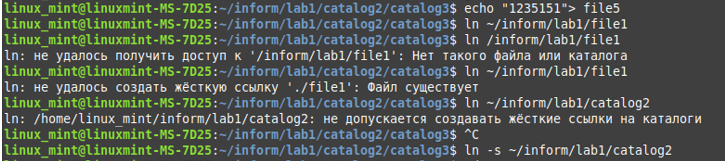 linux_mint@linuxmint-MS-7D25:~/inform/lab1/catalog2/catalog3$ echo "1235151"> file5
linux_mint@linuxmint-MS-7D25:~/inform/lab1/catalog2/catalog3$ ln ~/inform/lab1/file1
linux_mint@linuxmint-MS-7D25:~/inform/lab1/catalog2/catalog3$ ln /inform/lab1/file1
ln: не удалось получить доступ к '/inform/lab1/file1': Нет такого файла или каталога
linux_mint@linuxmint-MS-7D25:~/inform/lab1/catalog2/catalog3$ ln ~/inform/lab1/file1
ln: не удалось создать жёсткую ссылку './file1': Файл существует
linux_mint@linuxmint-MS-7D25:~/inform/lab1/catalog2/catalog3$ ln ~/inform/lab1/catalog2
ln: /home/linux_mint/inform/lab1/catalog2: не допускается создавать жёсткие ссылки на каталоги
linux_mint@linuxmint-MS-7D25:~/inform/lab1/catalog2/catalog3$ ^C
linux_mint@linuxmint-MS-7D25:~/inform/lab1/catalog2/catalog3$ ln -s ~/inform/lab1/catalog2